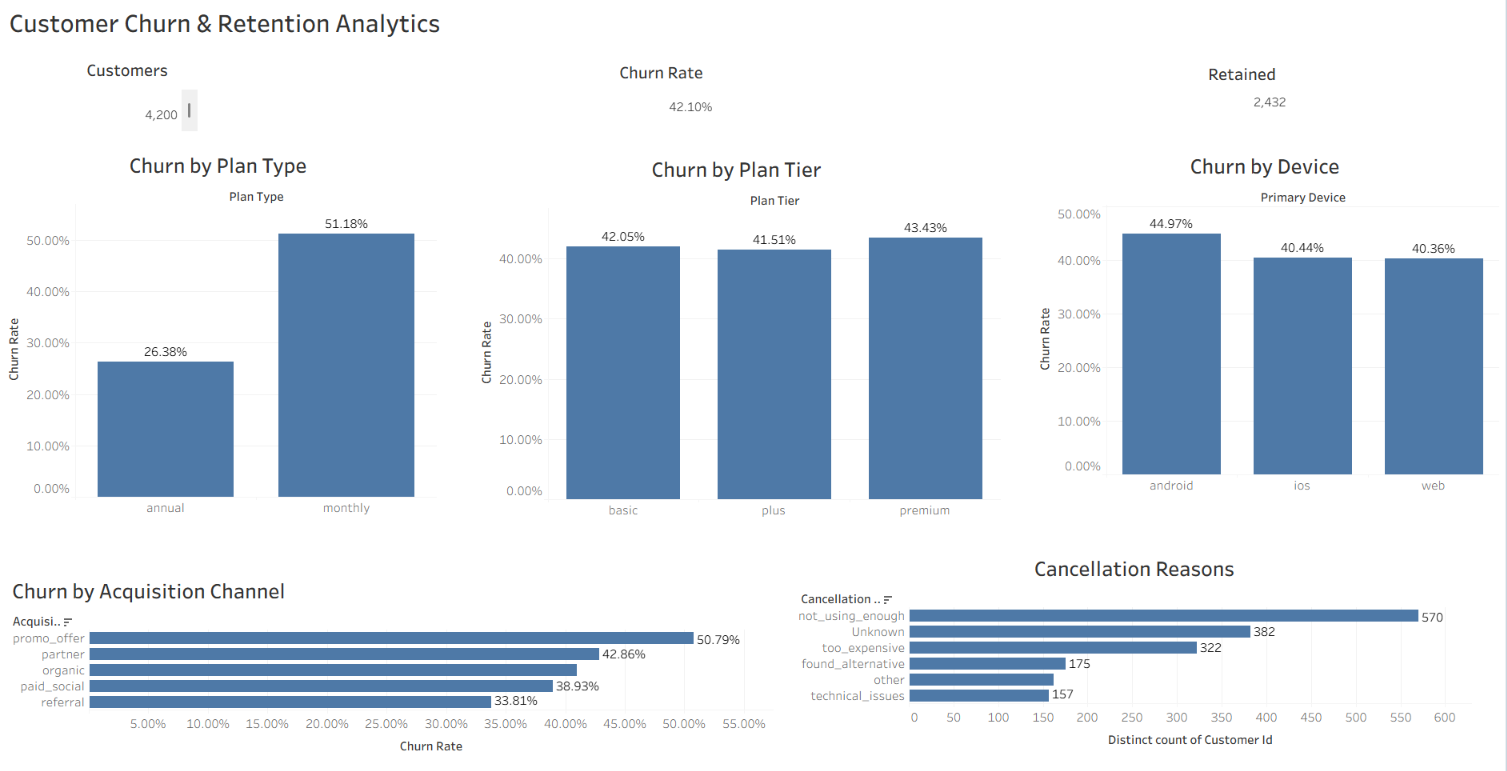 Customer Churn & Retention Analytics
Customers
4,200
Churn Rate
42.10%
Retained
2,432
Churn by Plan Type
Plan Type
Churn Rate
50.00%
40.00%
30.00%
20.00%
10.00%
0.00%
26.38%
51.18%
annual
monthly
Churn by Plan Tier
Plan Tier
Churn Rate
40.00%
30.00%
20.00%
10.00%
0.00%
42.05%
41.51%
43.43%
basic
plus
premium
Churn by Device
Primary Device
Churn Rate
50.00%
40.00%
30.00%
20.00%
10.00%
0.00%
44.97%
40.44%
40.36%
android
ios
web
Churn by Acquisition Channel
Acquisi..
promo_offer 50.79%
partner 42.86%
organic
paid_social 38.93%
referral 33.81%
5.00% 10.00% 15.00% 20.00% 25.00% 30.00% 35.00% 40.00% 45.00% 50.00% 55.00%
Churn Rate
Cancellation Reasons
Cancellation ..
not_using_enough 570
Unknown 382
too_expensive 322
found_alternative 175
other
technical_issues 157
0 50 100 150 200 250 300 350 400 450 500 550 600
Distinct count of Customer Id